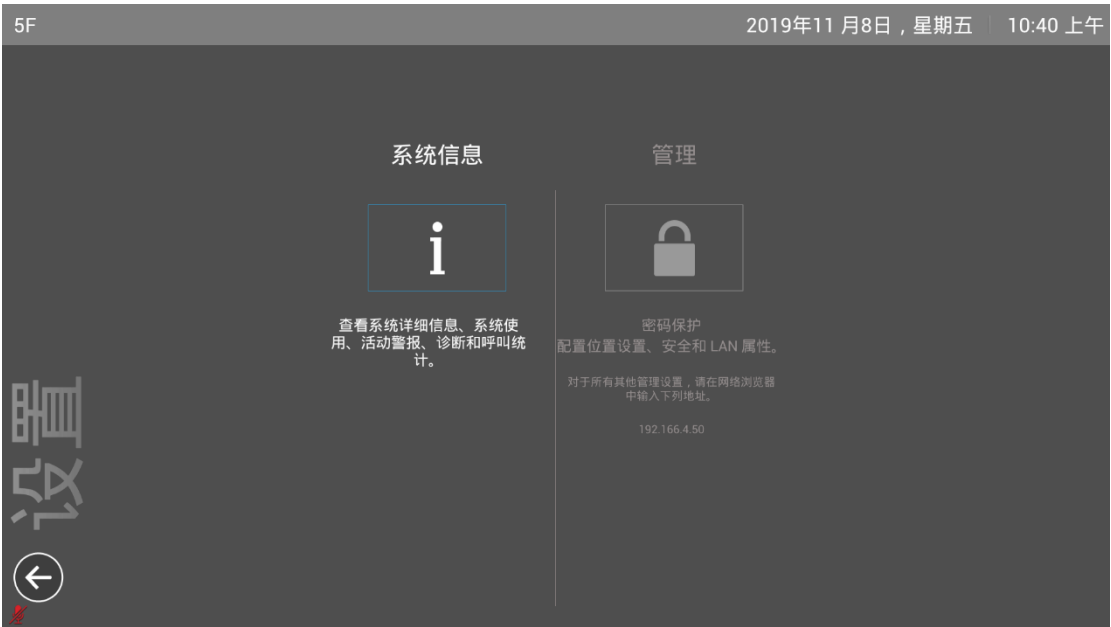 5F
2019年11 月8日，星期五
10:40 上午
系统信息
管理
i
查看系统详细信息、系统使
用、活动警报、诊断和呼叫统
计。
密码保护
配置位置设置、安全和 LAN 属性。
对于所有其他管理设置，请在网络浏览器
中输入下列地址。
192.166.4.50
设置